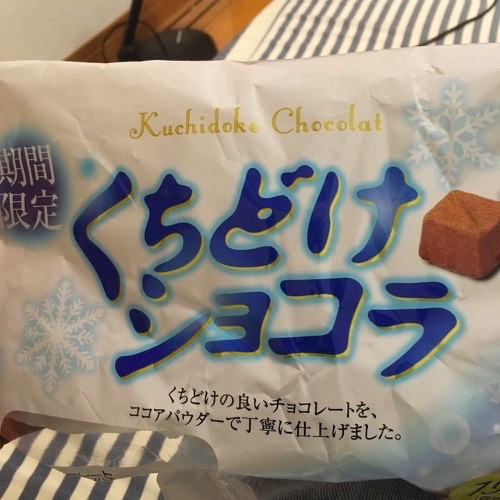 Kuchidoke Chocolat
期間
限定
くちどけ
ショコラ
くちどけの良いチョコレートを、
ココアパウダーで丁寧に仕上げました。